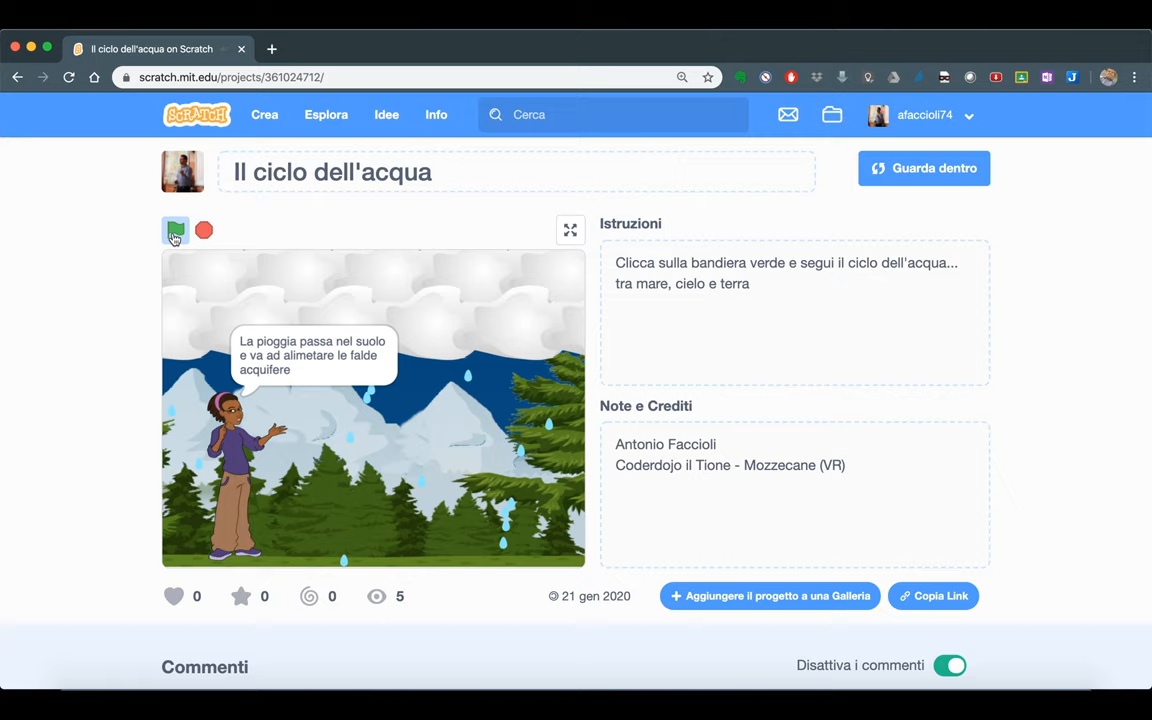 Il ciclo dell'acqua on Scratch
scratch.mit.edu/projects/361024712/
SCRATCH
Crea
Esplora
Idee
Info
Cerca
afaccioli74
Il ciclo dell'acqua
Guarda dentro
Istruzioni
Clicca sulla bandiera verde e segui il ciclo dell'acqua...
tra mare, cielo e terra
La pioggia passa nel suolo
e va ad alimetare le falde
acquifere
Note e Crediti
Antonio Faccioli
Coderdojo il Tione - Mozzecane (VR)
0
0
0
5
© 21 gen 2020
Aggiungere il progetto a una Galleria
Copia Link
Commenti
Disattiva i commenti